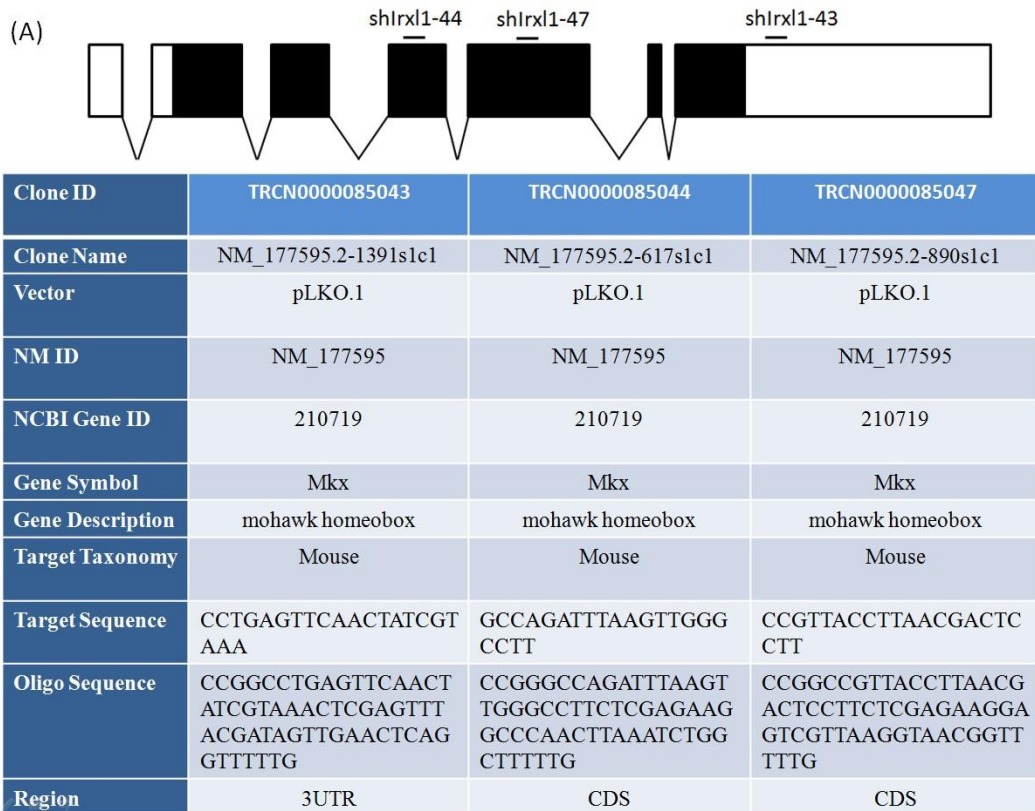 (A)
shIrxl1-44 shIrxl1-47 shIrxl1-43
Clone ID TRCN0000085043 TRCN0000085044 TRCN0000085047
Clone Name NM_177595.2-1391s1c1 NM_177595.2-617s1c1 NM_177595.2-890s1c1
Vector pLKO.1 pLKO.1 pLKO.1
NM ID NM_177595 NM_177595 NM_177595
NCBI Gene ID 210719 210719 210719
Gene Symbol Mkx Mkx Mkx
Gene Description mohawk homeobox mohawk homeobox mohawk homeobox
Target Taxonomy Mouse Mouse Mouse
Target Sequence CCTGAGTTCAACTATCGT GCCAGATTTAAGTTGGG CCGTTACCTTAACGACTC
AAA CCTT CTT
Oligo Sequence CCGGCCTGAGTTCAACT CCGGGCCAGATTTAAGT CCGGCCGTTACCTTAACG
ATCGTAAACTCGAGTTT TGGGCCTTCTCGAGAAG ACTCCTTCTCGAGAAGGA
ACGATAGTTGAACTCAG GCCCAACTTAAATCTGG GTCGTTAAGGTAACGGTT
GTTTTTG CTTTTTG TTTG
Region 3UTR CDS CDS